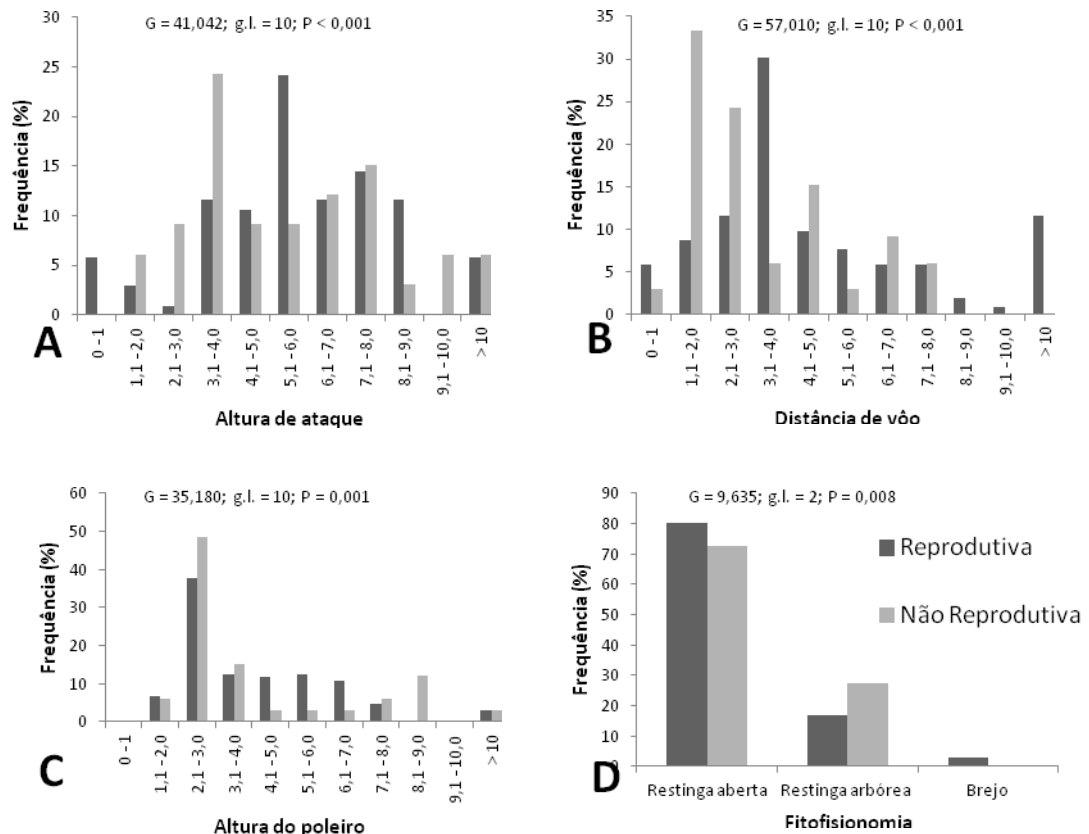 G = 41,042; g.l. = 10; P < 0,001
30
25
20
15
10
5
0
Frequência (%)
0 - 1
1,1 - 2,0
2,1 - 3,0
3,1 - 4,0
4,1 - 5,0
5,1 - 6,0
6,1 - 7,0
7,1 - 8,0
8,1 - 9,0
9,1 - 10,0
> 10
A
Altura de ataque
G = 57,010; g.l. = 10; P < 0,001
35
30
25
20
15
10
5
0
Frequência (%)
0 - 1
1,1 - 2,0
2,1 - 3,0
3,1 - 4,0
4,1 - 5,0
5,1 - 6,0
6,1 - 7,0
7,1 - 8,0
8,1 - 9,0
9,1 - 10,0
> 10
B
Distância de vôo
G = 35,180; g.l. = 10; P = 0,001
60
50
40
30
20
10
0
Frequência (%)
0 - 1
1,1 - 2,0
2,1 - 3,0
3,1 - 4,0
4,1 - 5,0
5,1 - 6,0
6,1 - 7,0
7,1 - 8,0
8,1 - 9,0
9,1 - 10,0
> 10
C
Altura do poleiro
G = 9,635; g.l. = 2; P = 0,008
90
80
70
60
50
40
30
20
10
0
Frequência (%)
Reprodutiva
Não Reprodutiva
Restinga aberta
Restinga arbórea
Brejo
D
Fitofisionomia